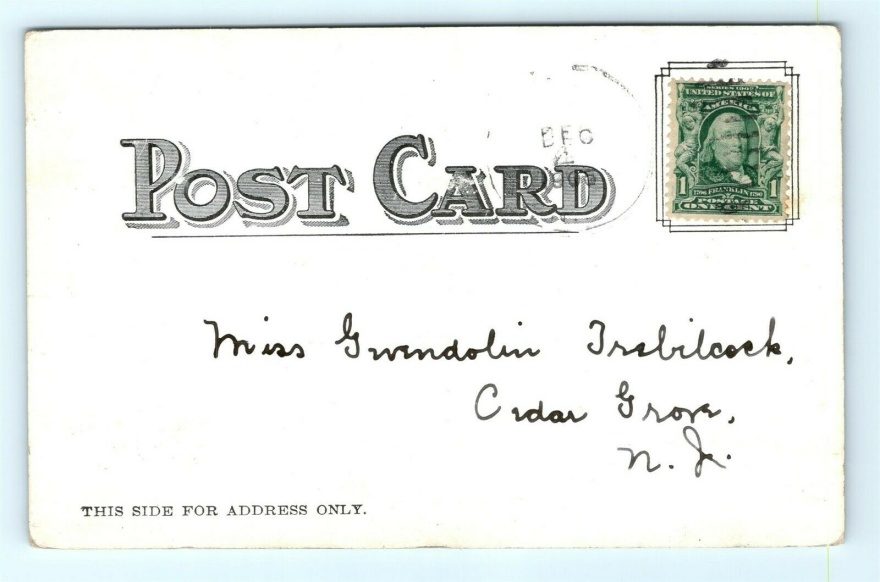 POST CARD
DEC
4
SERIES 1902
UNITED STATES OF
AMERICA
1 1706 FRANKLIN 1790 1
POSTAGE
ONE CENT
Miss Gwendolin Trebilcock,
Cedar Grove,
N. J.
THIS SIDE FOR ADDRESS ONLY.